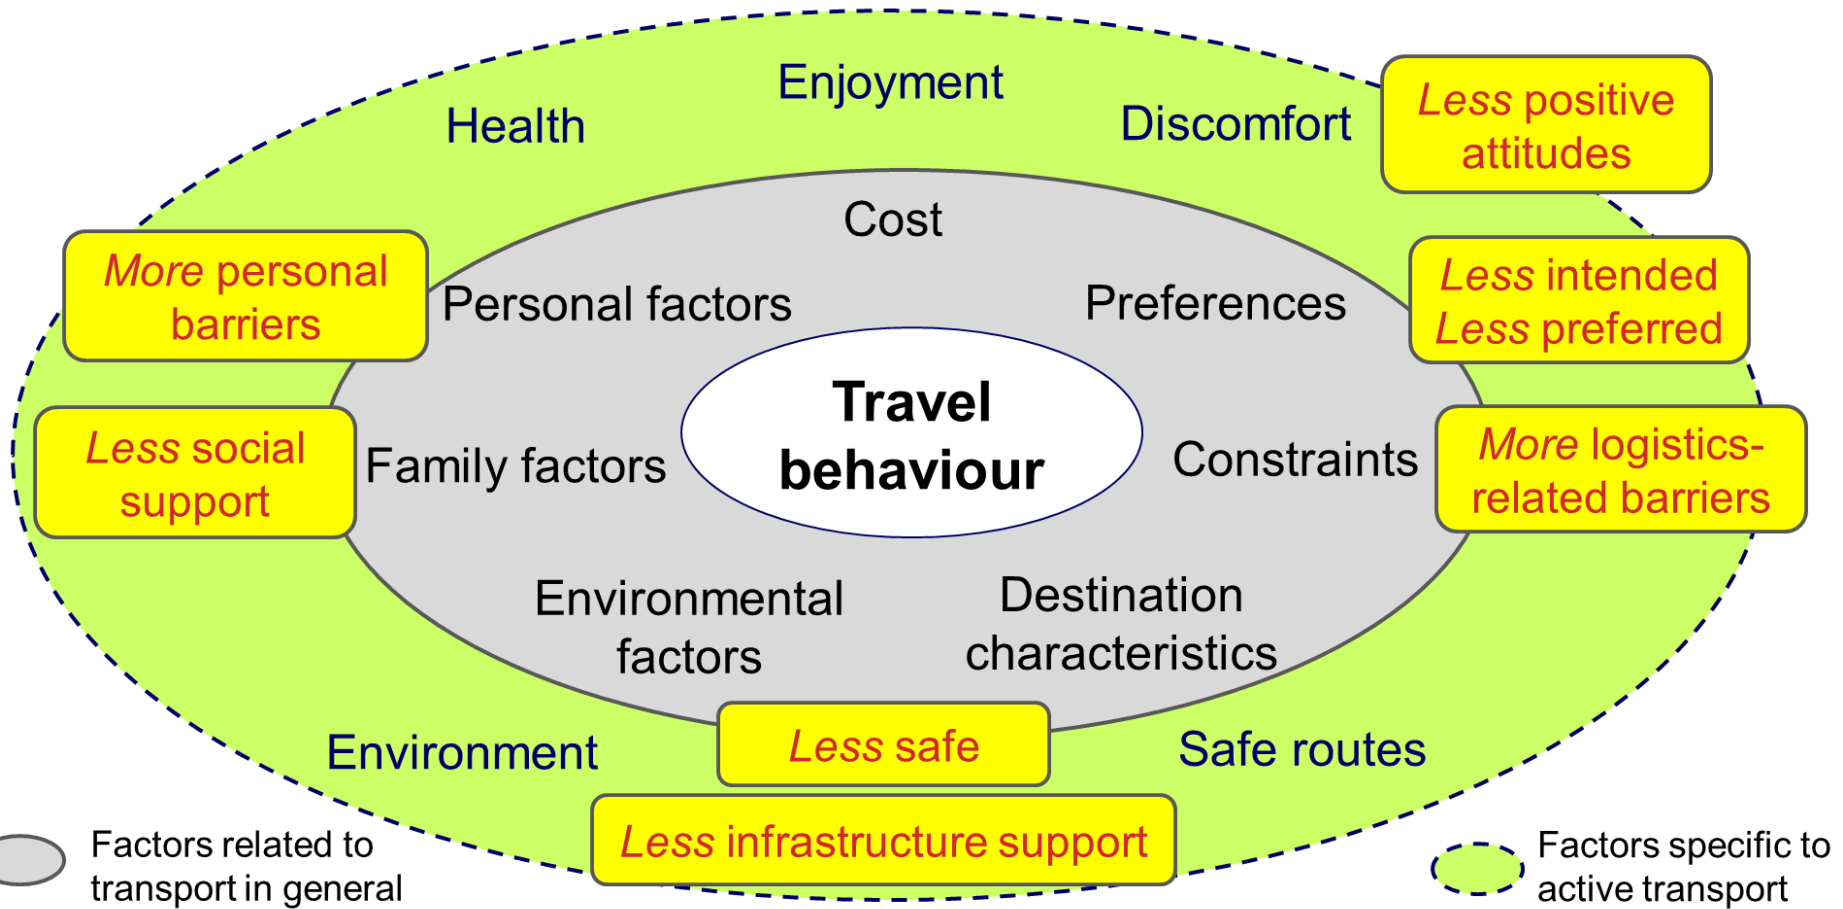 Enjoyment
Health
Discomfort
Less positive
attitudes
Cost
More personal
barriers
Personal factors
Preferences
Less intended
Less preferred
Travel
behaviour
Less social
support
Family factors
Constraints
More logistics-
related barriers
Environmental
factors
Destination
characteristics
Environment
Less safe
Safe routes
Less infrastructure support
Factors related to
transport in general
Factors specific to
active transport